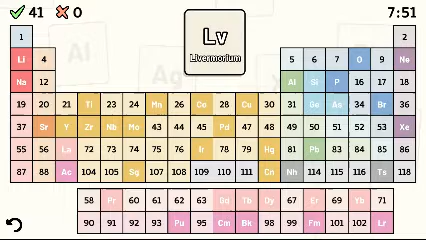 41 0 7:51
Lv
Livermorium
Al
Ag
1 2
Li 4 5 6 7 O 9 Ne
Na 12 Al Si P 16 17 18
19 20 21 Ti 23 24 Mn 26 Co 28 Cu 30 31 Ge As 34 Br 36
37 Sr Y Zr Nb Mo 43 44 45 Pd 47 48 49 50 51 52 53 Xe
55 56 La 72 73 74 75 76 Ir 78 79 Hg 81 Pb 83 84 85 86
87 88 Ac 104 105 Sg 107 108 109 110 111 Cn Nh 114 115 116 Ts 118
58 Pr 60 61 62 63 Gd Tb Dy 67 Er 69 Yb 71
90 91 92 93 Pu 95 Cm Bk 98 99 Fm 101 102 Lr